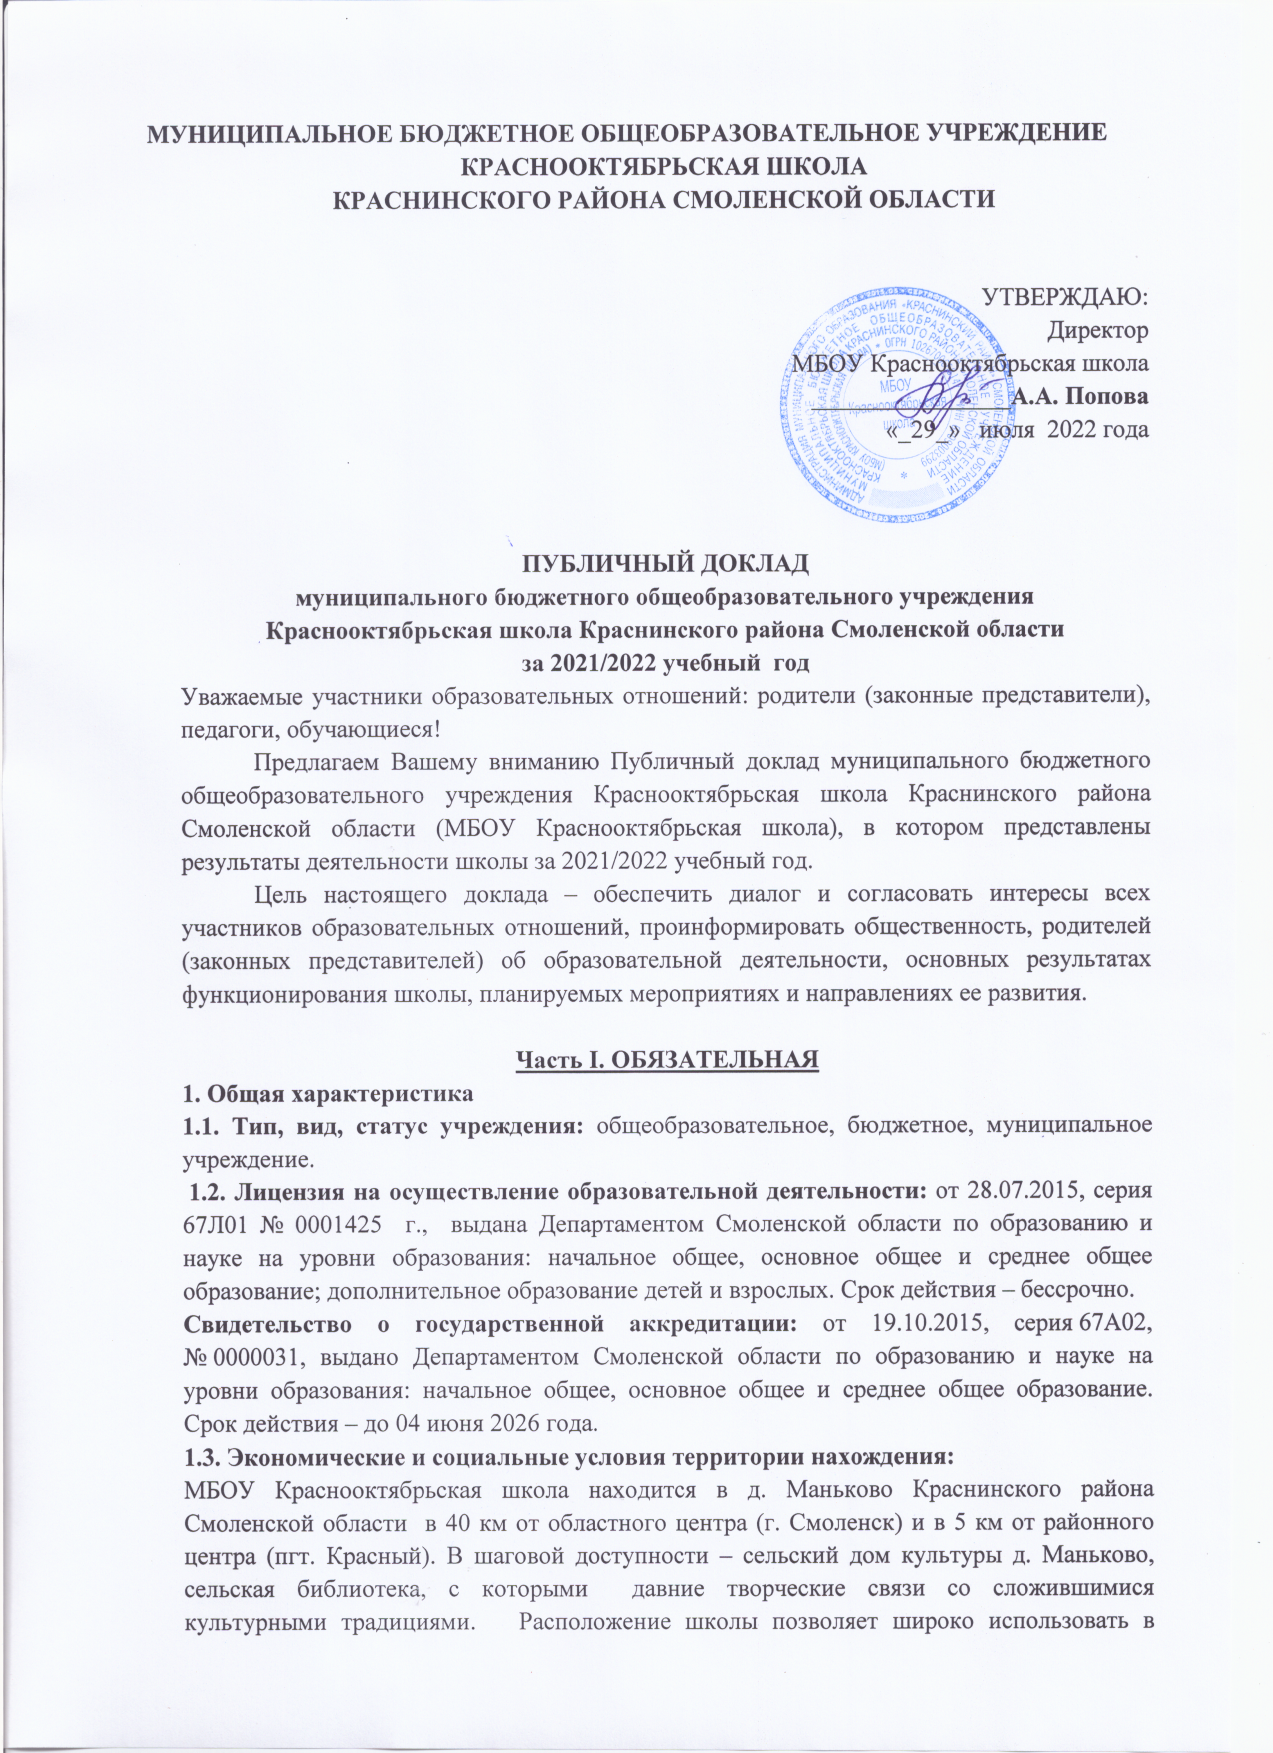 МУНИЦИПАЛЬНОЕ БЮДЖЕТНОЕ ОБЩЕОБРАЗОВАТЕЛЬНОЕ УЧРЕЖДЕНИЕ
КРАСНООКТЯБРЬСКАЯ ШКОЛА
КРАСНИНСКОГО РАЙОНА СМОЛЕНСКОЙ ОБЛАСТИ
УТВЕРЖДАЮ:
Директор
МБОУ Краснооктябрьская школа
А.А. Попова
«_29_» июля 2022 года
МБОУ
Краснооктябрьская
школа
ПУБЛИЧНЫЙ ДОКЛАД
муниципального бюджетного общеобразовательного учреждения
Краснооктябрьская школа Краснинского района Смоленской области
за 2021/2022 учебный год
Уважаемые участники образовательных отношений: родители (законные представители),
педагоги, обучающиеся!
Предлагаем Вашему вниманию Публичный доклад муниципального бюджетного
общеобразовательного учреждения Краснооктябрьская школа Краснинского района
Смоленской области (МБОУ Краснооктябрьская школа), в котором представлены
результаты деятельности школы за 2021/2022 учебный год.
Цель настоящего доклада – обеспечить диалог и согласовать интересы всех
участников образовательных отношений, проинформировать общественность, родителей
(законных представителей) об образовательной деятельности, основных результатах
функционирования школы, планируемых мероприятиях и направлениях ее развития.
Часть I. ОБЯЗАТЕЛЬНАЯ
1. Общая характеристика
1.1. Тип, вид, статус учреждения: общеобразовательное, бюджетное, муниципальное
учреждение.
1.2. Лицензия на осуществление образовательной деятельности: от 28.07.2015, серия
67Л01 № 0001425 г., выдана Департаментом Смоленской области по образованию и
науке на уровни образования: начальное общее, основное общее и среднее общее
образование; дополнительное образование детей и взрослых. Срок действия – бессрочно.
Свидетельство о государственной аккредитации: от 19.10.2015, серия 67А02,
№ 0000031, выдано Департаментом Смоленской области по образованию и науке на
уровни образования: начальное общее, основное общее и среднее общее образование.
Срок действия – до 04 июня 2026 года.
1.3. Экономические и социальные условия территории нахождения:
МБОУ Краснооктябрьская школа находится в д. Маньково Краснинского района
Смоленской области в 40 км от областного центра (г. Смоленск) и в 5 км от районного
центра (пгт. Красный). В шаговой доступности – сельский дом культуры д. Маньково,
сельская библиотека, с которыми давние творческие связи со сложившимися
культурными традициями. Расположение школы позволяет широко использовать в